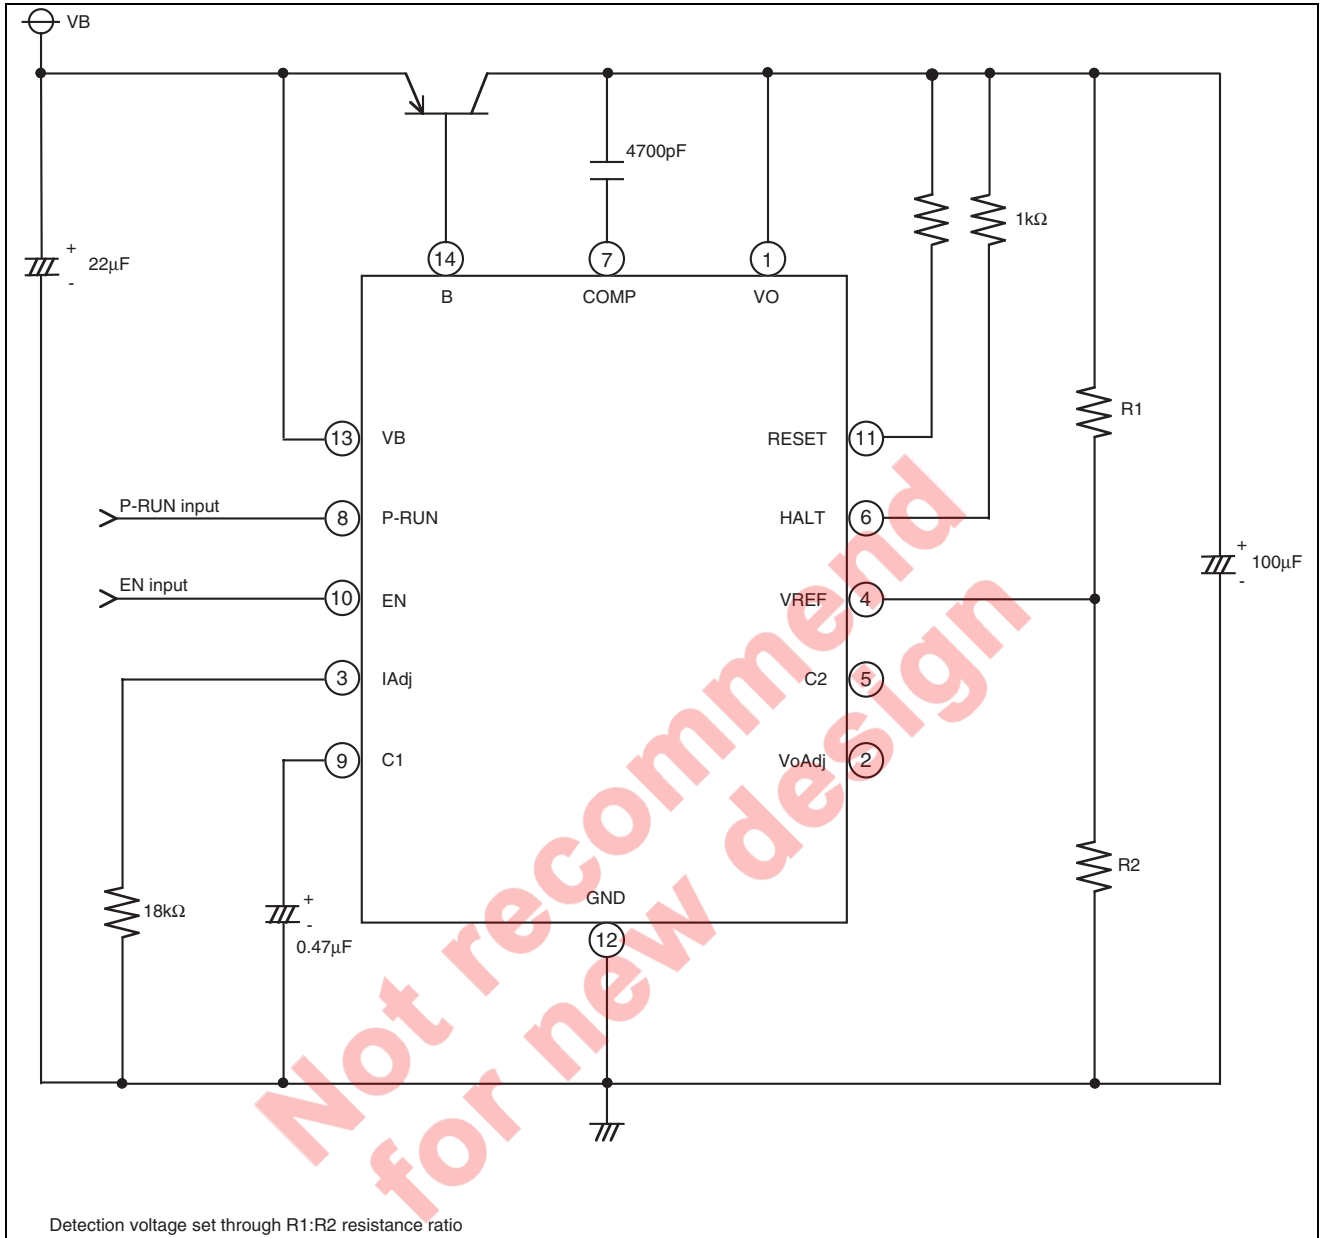 VB
4700pF
1kΩ
+
22μF
-
14
7
1
B
COMP
VO
R1
13
VB
RESET
11
P-RUN input
8
P-RUN
HALT
6
+
100μF
-
EN input
10
EN
VREF
4
3
IAdj
C2
5
9
C1
VoAdj
2
R2
18kΩ
+
-
0.47μF
GND
12
Not recommend
for new design
Detection voltage set through R1:R2 resistance ratio